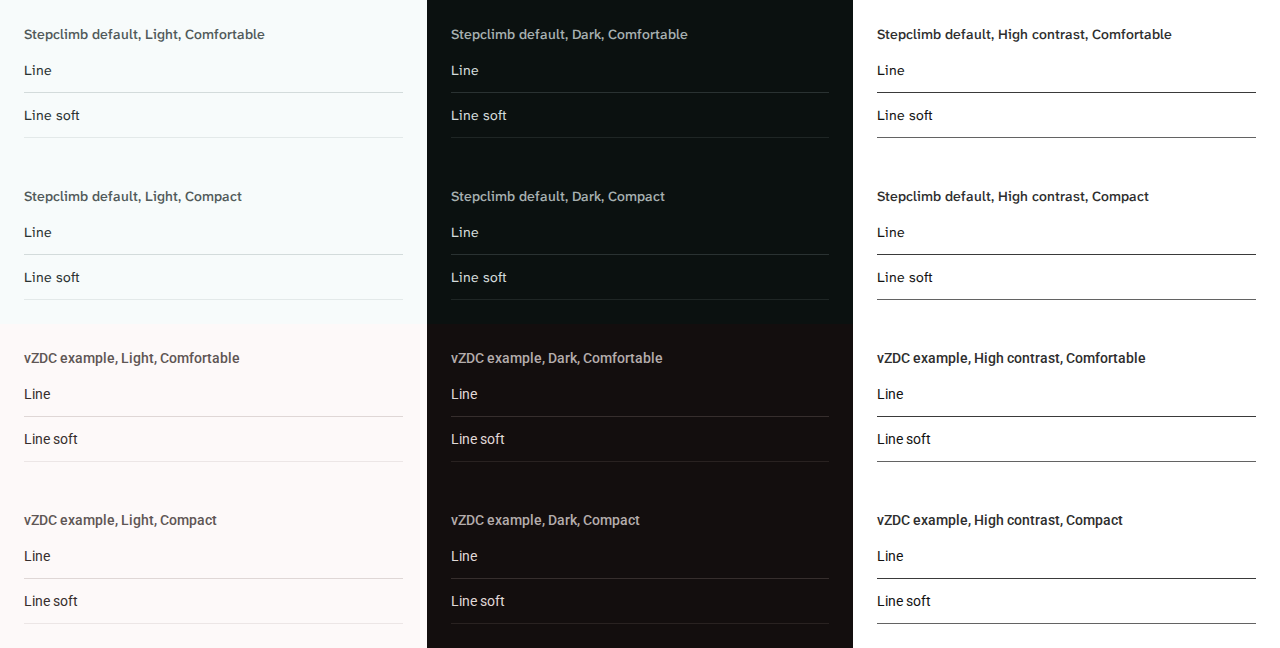 Stepclimb default, Light, Comfortable
Line
Line soft
Stepclimb default, Dark, Comfortable
Line
Line soft
Stepclimb default, High contrast, Comfortable
Line
Line soft
Stepclimb default, Light, Compact
Line
Line soft
Stepclimb default, Dark, Compact
Line
Line soft
Stepclimb default, High contrast, Compact
Line
Line soft
vZDC example, Light, Comfortable
Line
Line soft
vZDC example, Dark, Comfortable
Line
Line soft
vZDC example, High contrast, Comfortable
Line
Line soft
vZDC example, Light, Compact
Line
Line soft
vZDC example, Dark, Compact
Line
Line soft
vZDC example, High contrast, Compact
Line
Line soft